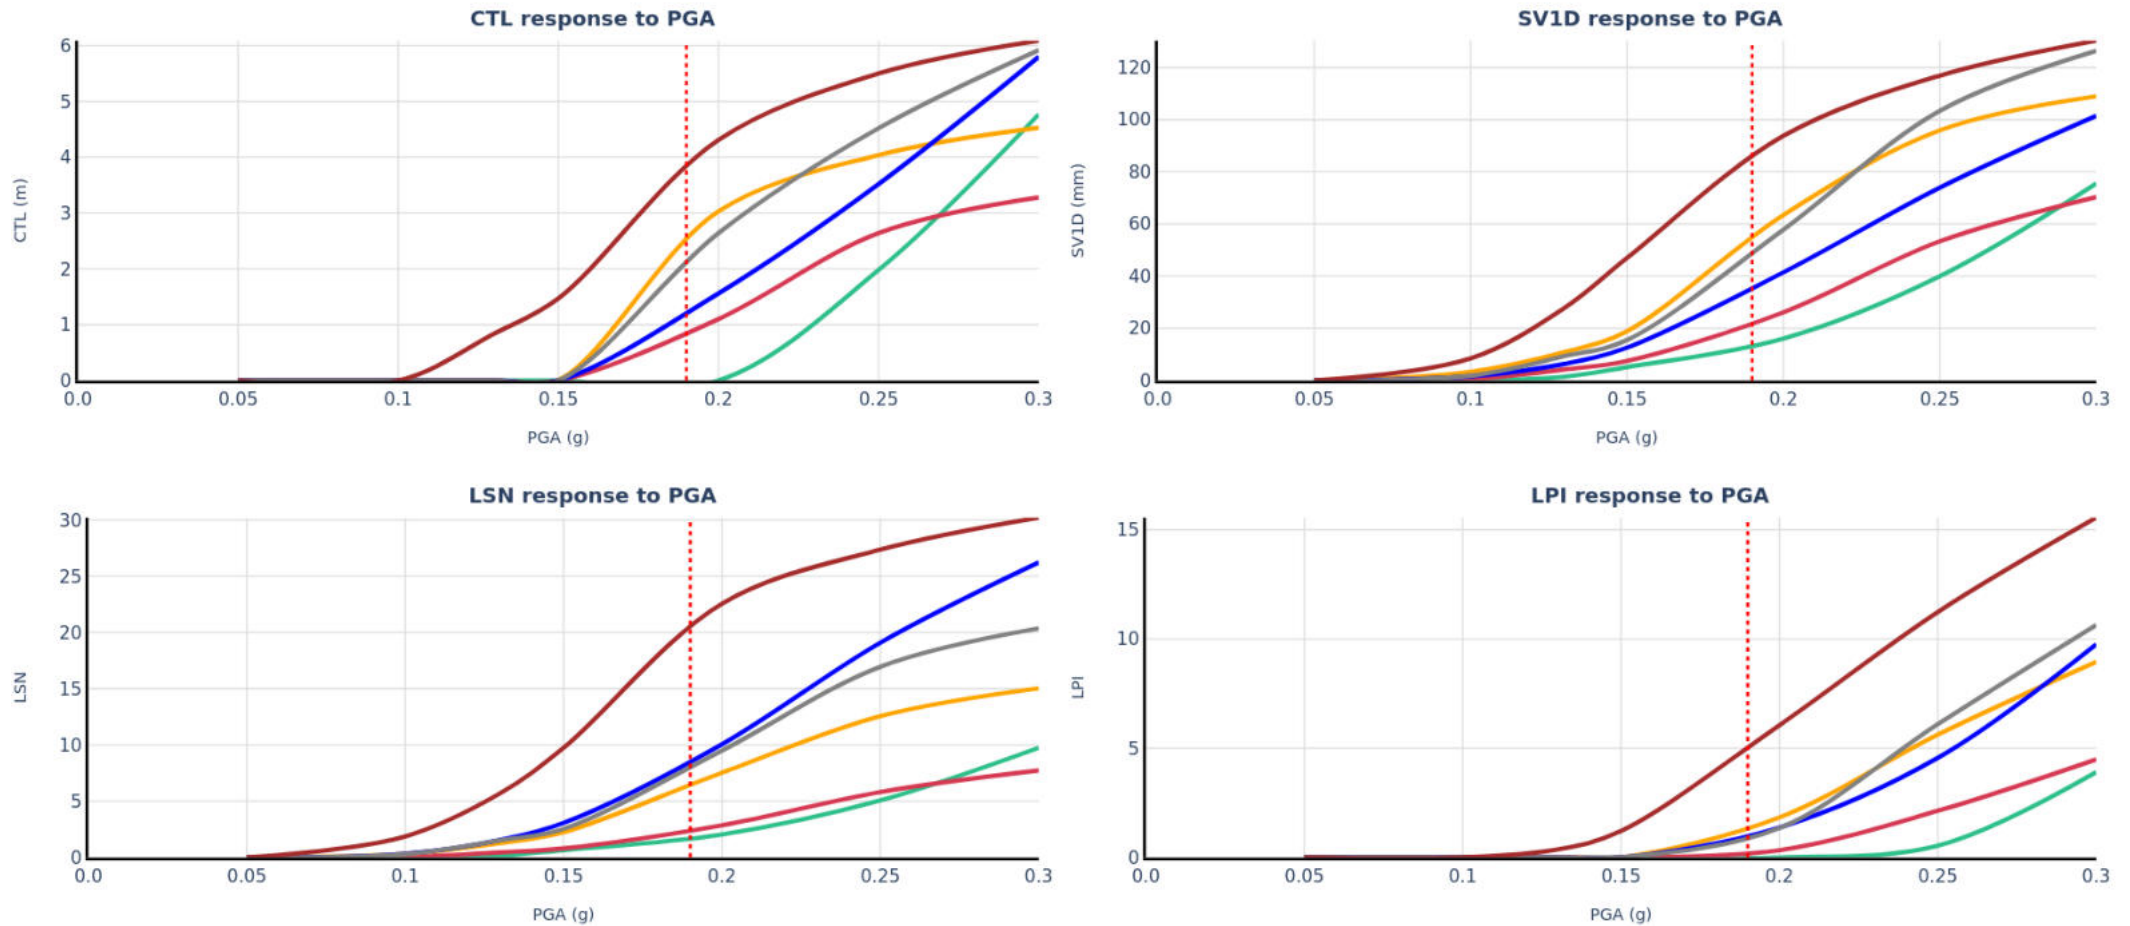 CTL response to PGA
6
5
4
3
2
1
0
CTL (m)
0.0 0.05 0.1 0.15 0.2 0.25 0.3
PGA (g)
SV1D response to PGA
120
100
80
60
40
20
0
SV1D (mm)
0.0 0.05 0.1 0.15 0.2 0.25 0.3
PGA (g)
LSN response to PGA
30
25
20
15
10
5
0
LSN
0.0 0.05 0.1 0.15 0.2 0.25 0.3
PGA (g)
LPI response to PGA
15
10
5
0
LPI
0.0 0.05 0.1 0.15 0.2 0.25 0.3
PGA (g)